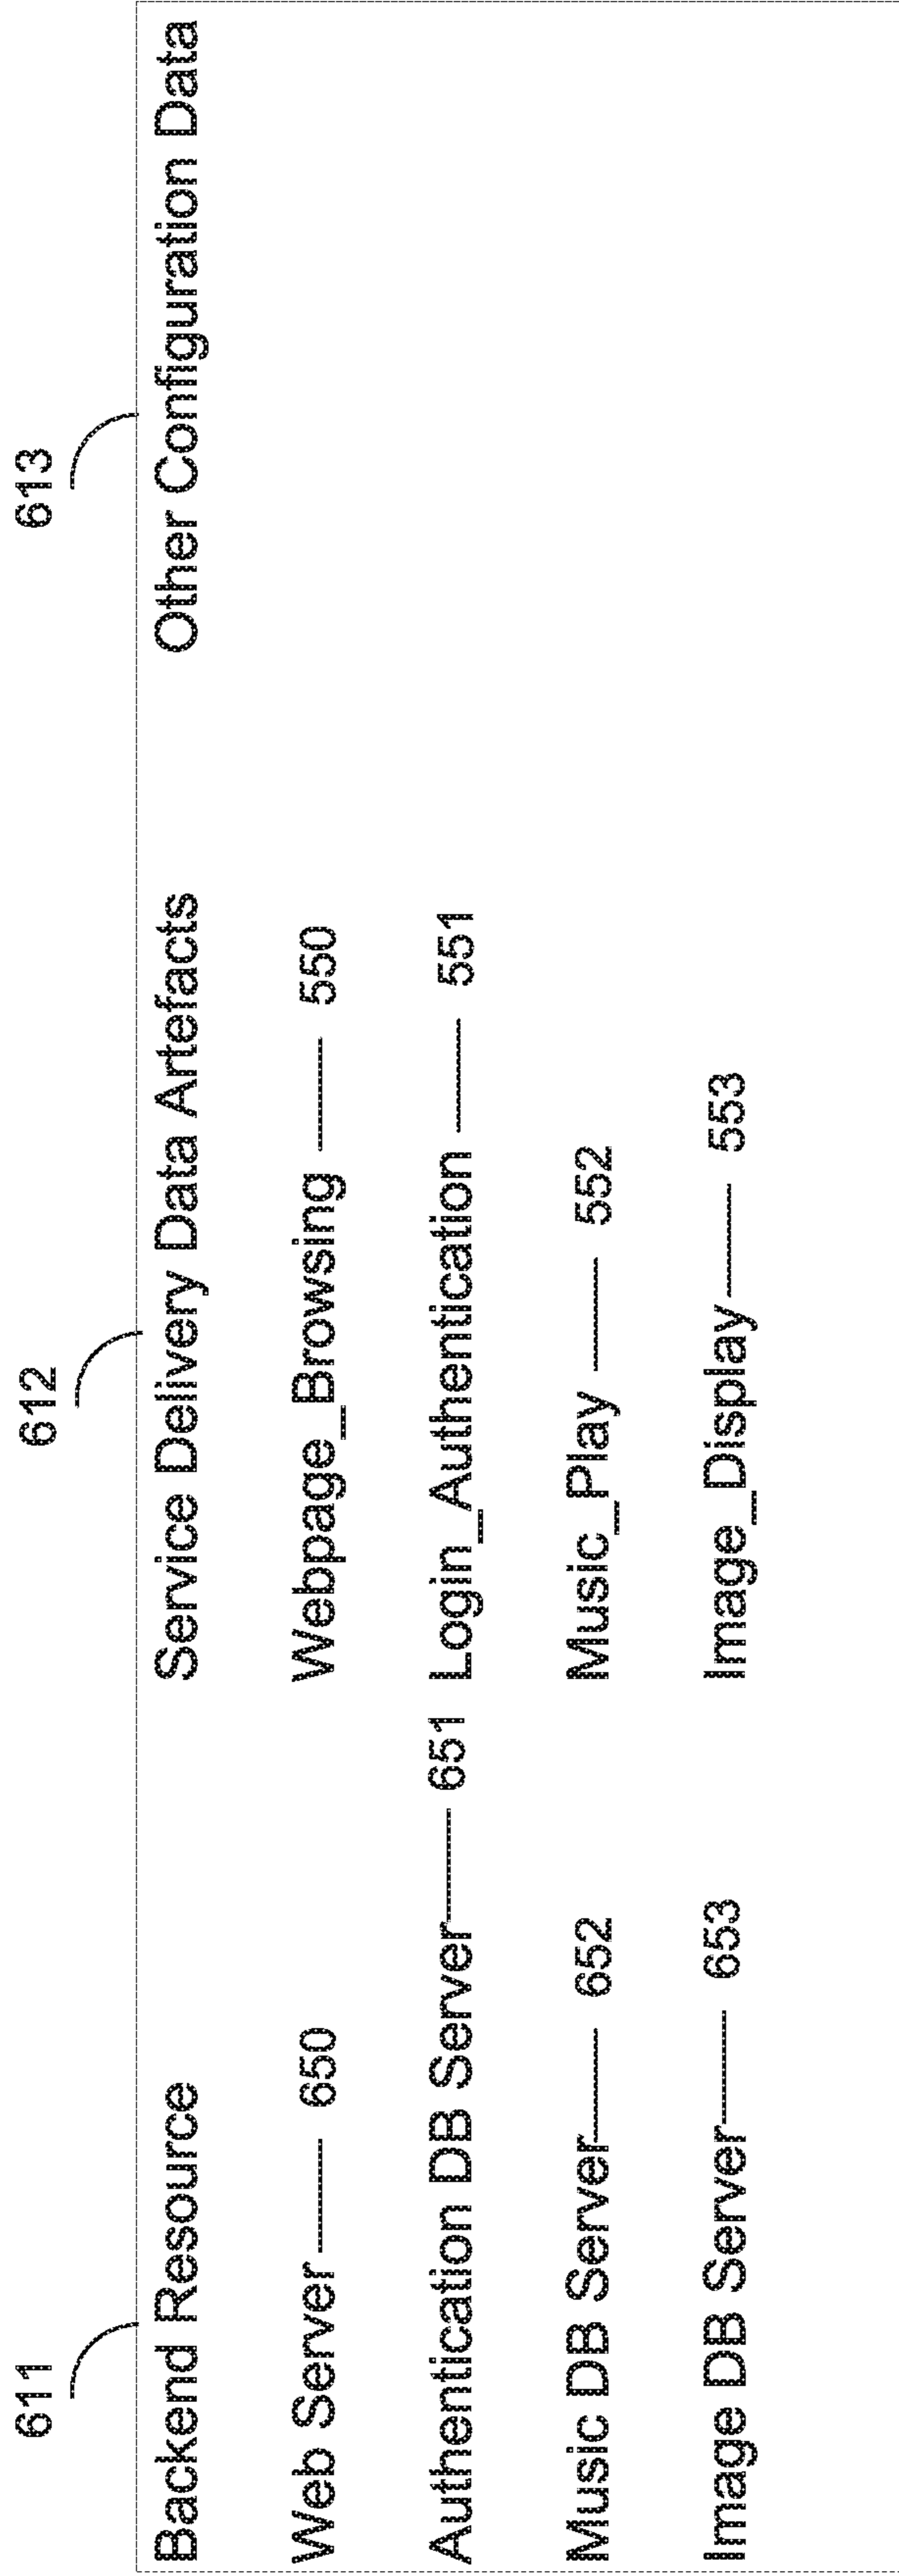 611 612 613
Backend Resource Service Delivery Data Artefacts Other Configuration Data
Web Server 650 Webpage_Browsing 550
Authentication DB Server 651 Login_Authentication 551
Music DB Server 652 Music_Play 552
Image DB Server 653 Image_Display 553